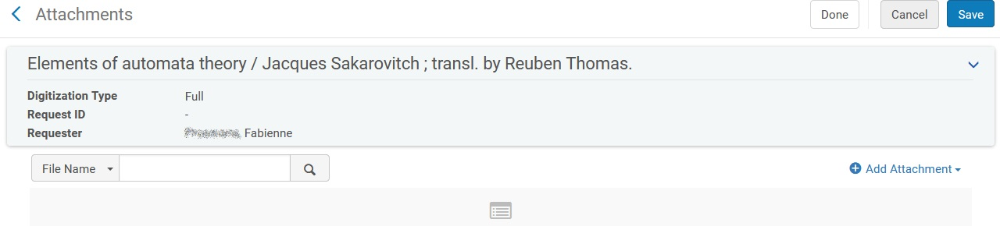 Attachments
Done
Cancel
Save
Elements of automata theory / Jacques Sakarovitch ; transl. by Reuben Thomas.
Digitization Type Full
Request ID -
Requester , Fabienne
File Name
Add Attachment